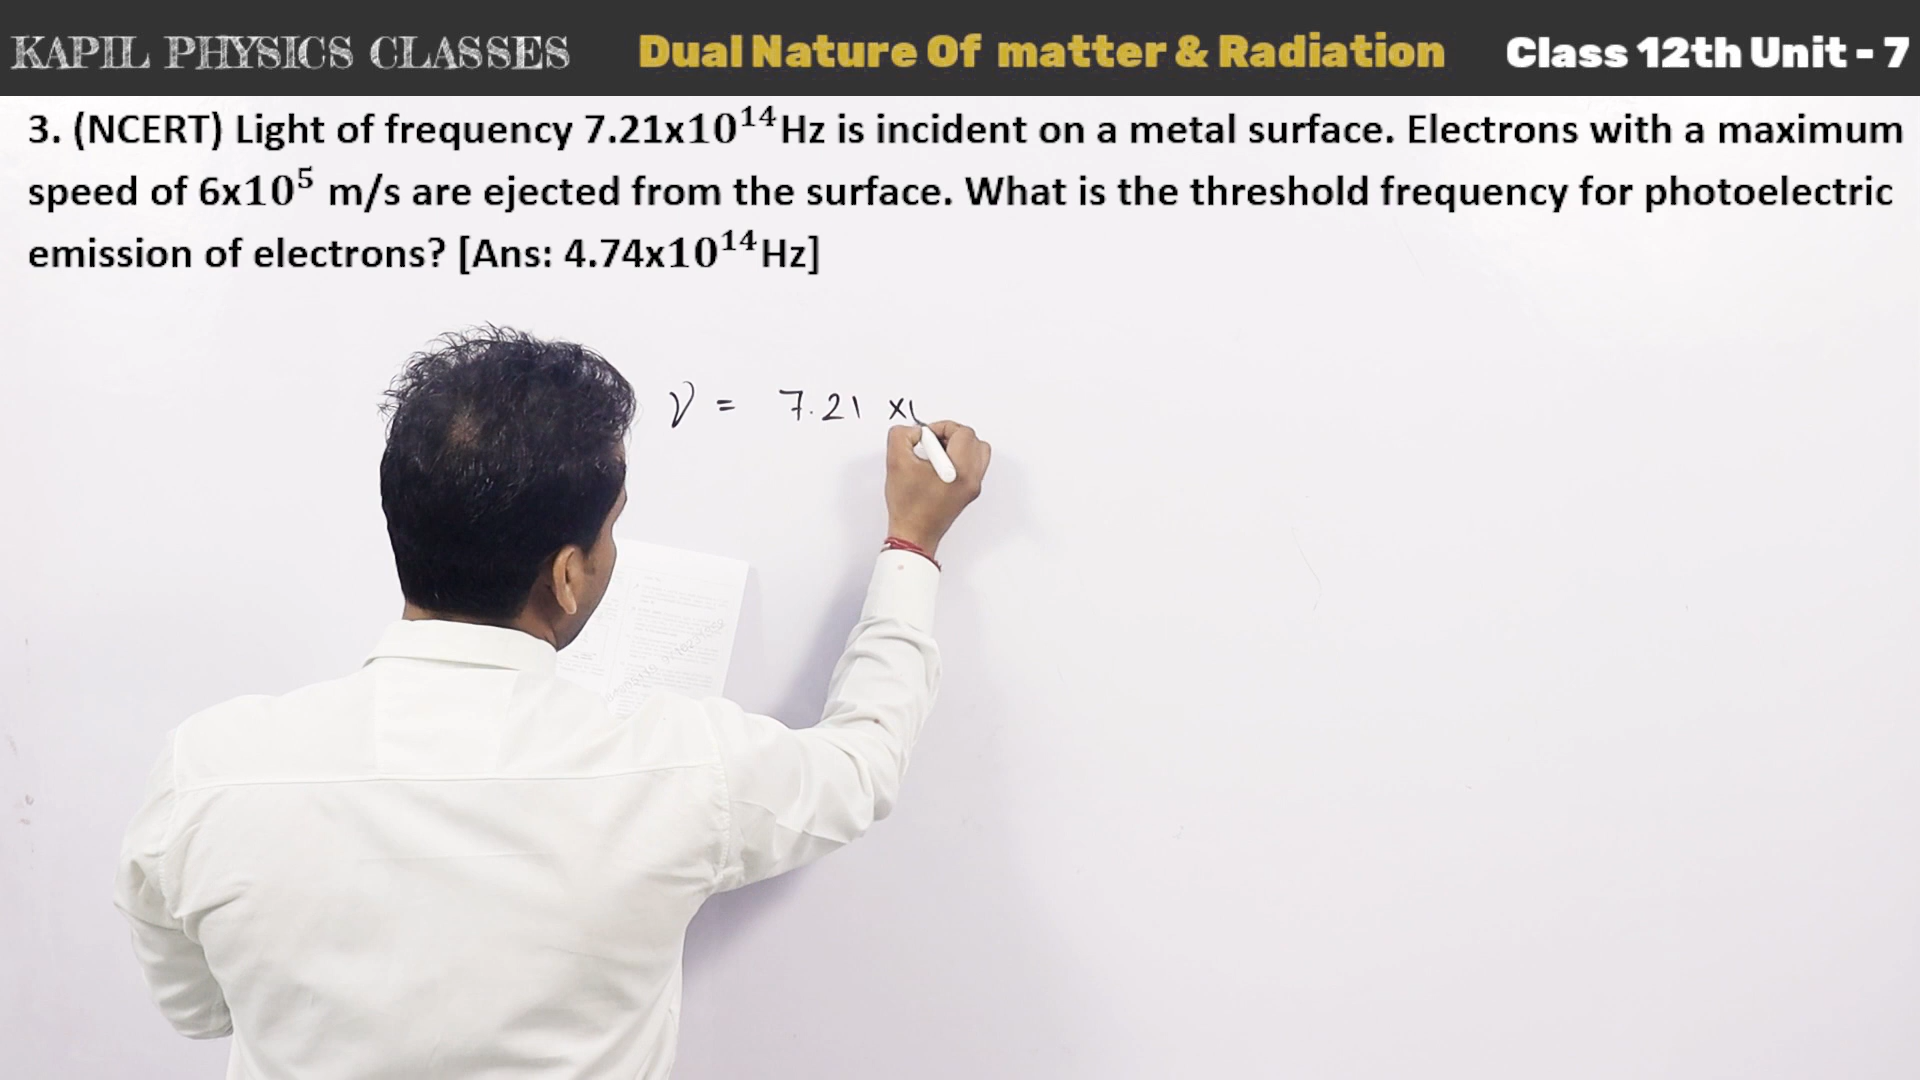 KAPIL PHYSICS CLASSES Dual Nature Of matter & Radiation Class 12th Unit - 7
3. (NCERT) Light of frequency 7.21x10¹⁴Hz is incident on a metal surface. Electrons with a maximum
speed of 6x10⁵ m/s are ejected from the surface. What is the threshold frequency for photoelectric
emission of electrons? [Ans: 4.74x10¹⁴Hz]
ν = 7.21 x1